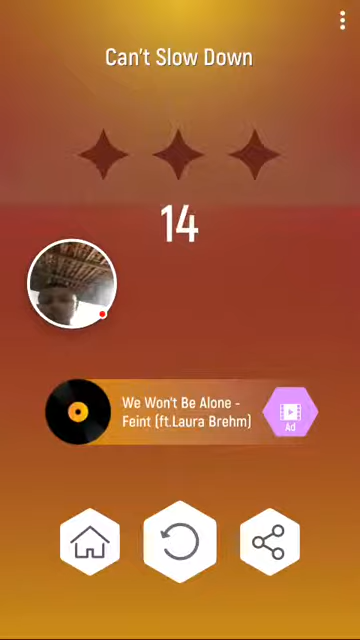 Can't Slow Down
14
We Won't Be Alone -
Feint (ft.Laura Brehm)
Ad